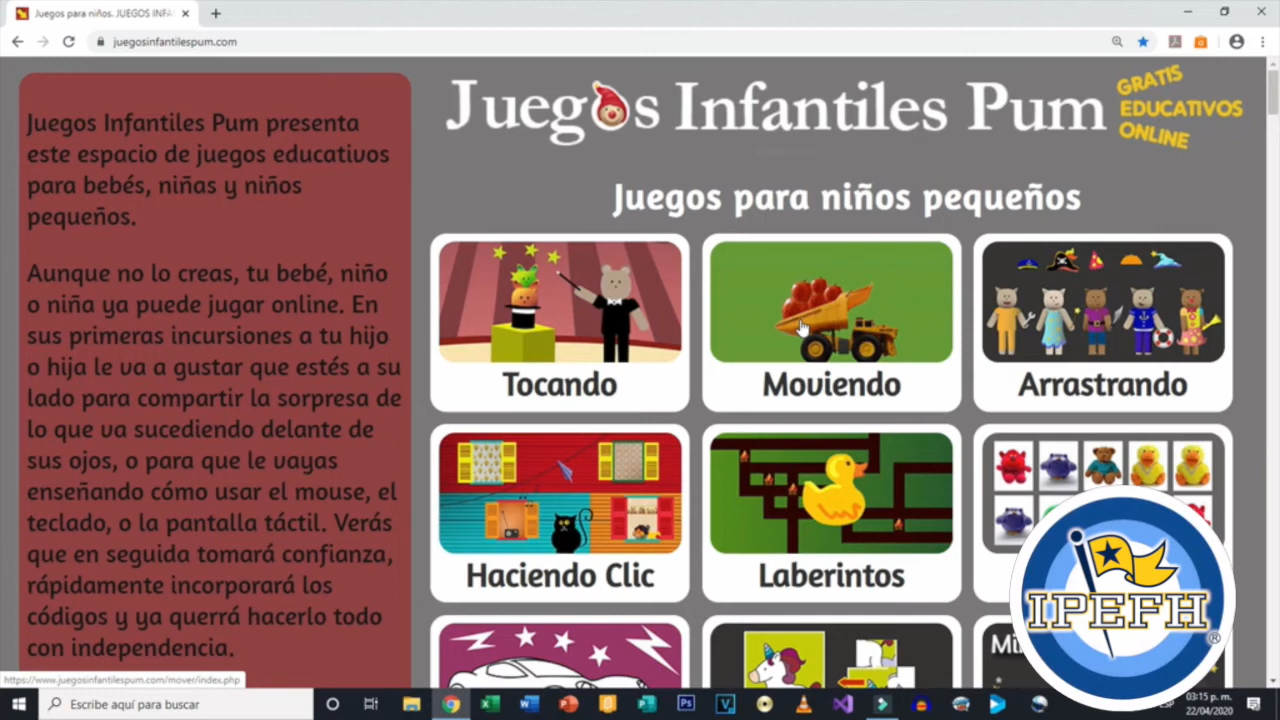 Juegos para niños. JUEGOS INFA
juegosinfantilespum.com
Juegos Infantiles Pum presenta
este espacio de juegos educativos
para bebés, niñas y niños
pequeños.
Aunque no lo creas, tu bebé, niño
o niña ya puede jugar online. En
sus primeras incursiones a tu hijo
o hija le va a gustar que estés a su
lado para compartir la sorpresa de
lo que va sucediendo delante de
sus ojos, o para que le vayas
enseñando cómo usar el mouse, el
teclado, o la pantalla táctil. Verás
que en seguida tomará confianza,
rápidamente incorporará los
códigos y ya querrá hacerlo todo
con independencia.
Juegos Infantiles Pum
GRATIS
EDUCATIVOS
ONLINE
Juegos para niños pequeños
Tocando
Moviendo
Arrastrando
Haciendo Clic
Laberintos
IPEFH
®
https://www.juegosinfantilespum.com/mover/index.php
Escribe aquí para buscar
03:15 p. m.
22/04/2020